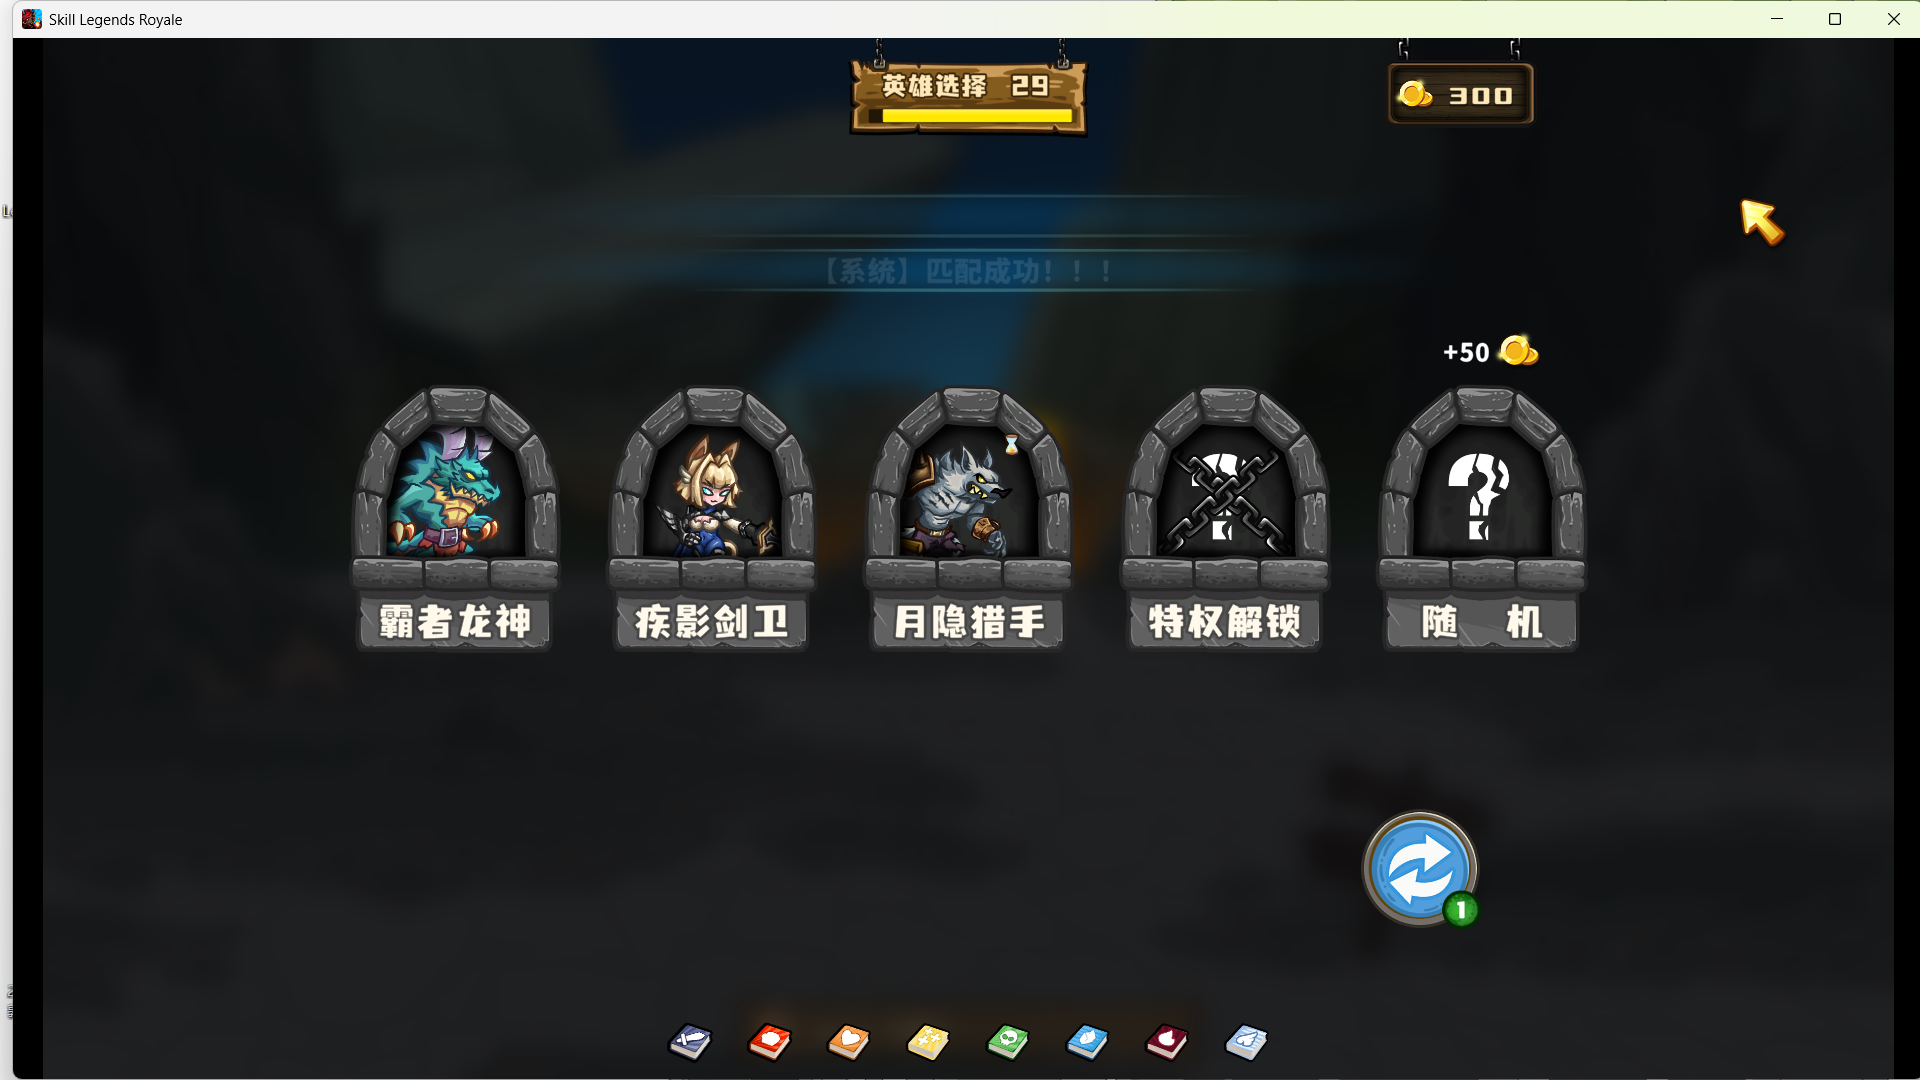 Skill Legends Royale
英雄选择 29
300
【系统】匹配成功！！！
+50
霸者龙神
疾影剑卫
月隐猎手
特权解锁
随 机
1